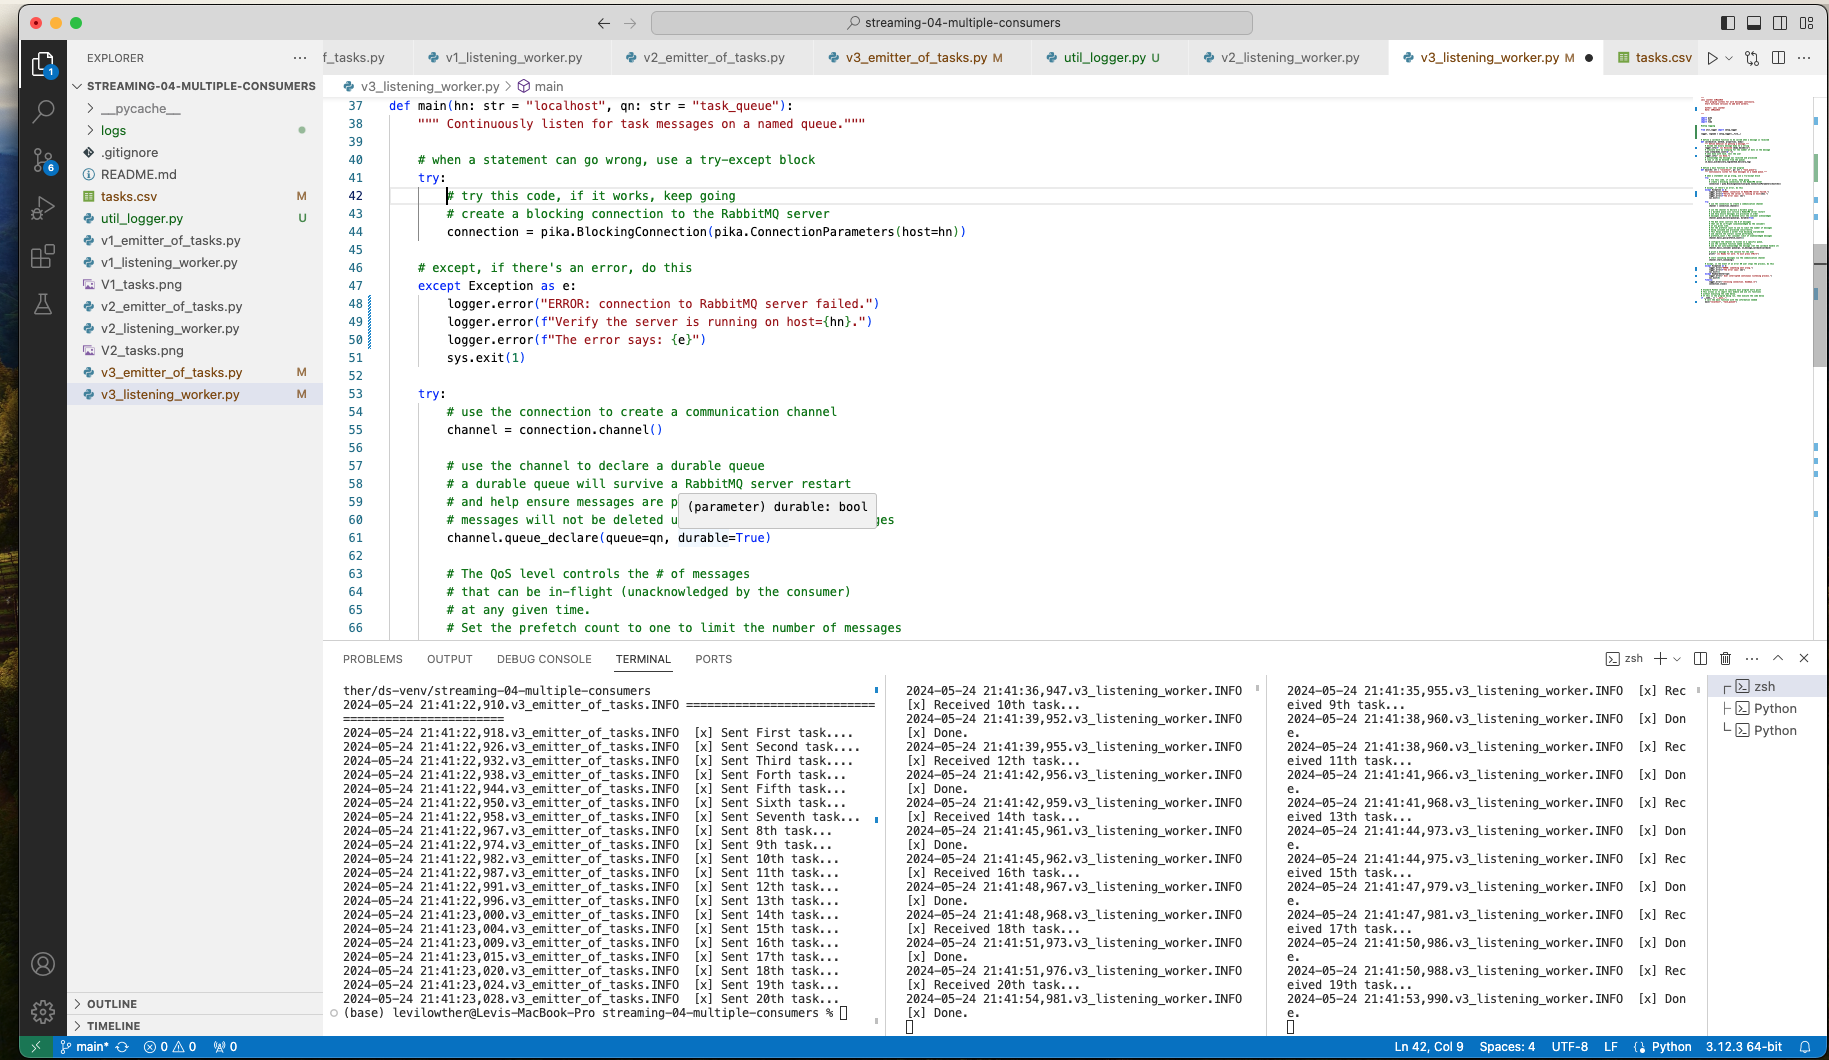 streaming-04-multiple-consumers
EXPLORER
STREAMING-04-MULTIPLE-CONSUMERS
__pycache__
logs
.gitignore
README.md
tasks.csv M
util_logger.py U
v1_emitter_of_tasks.py
v1_listening_worker.py
V1_tasks.png
v2_emitter_of_tasks.py
v2_listening_worker.py
V2_tasks.png
v3_emitter_of_tasks.py M
v3_listening_worker.py M
OUTLINE
TIMELINE
1
6
f_tasks.py v1_listening_worker.py v2_emitter_of_tasks.py v3_emitter_of_tasks.py M util_logger.py U v2_listening_worker.py v3_listening_worker.py M tasks.csv
v3_listening_worker.py > main
37 def main(hn: str = "localhost", qn: str = "task_queue"):
38 """ Continuously listen for task messages on a named queue."""
39
40 # when a statement can go wrong, use a try-except block
41 try:
42 # try this code, if it works, keep going
43 # create a blocking connection to the RabbitMQ server
44 connection = pika.BlockingConnection(pika.ConnectionParameters(host=hn))
45
46 # except, if there's an error, do this
47 except Exception as e:
48 logger.error("ERROR: connection to RabbitMQ server failed.")
49 logger.error(f"Verify the server is running on host={hn}.")
50 logger.error(f"The error says: {e}")
51 sys.exit(1)
52
53 try:
54 # use the connection to create a communication channel
55 channel = connection.channel()
56
57 # use the channel to declare a durable queue
58 # a durable queue will survive a RabbitMQ server restart
59 # and help ensure messages are p
(parameter) durable: bool
60 # messages will not be deleted u ges
61 channel.queue_declare(queue=qn, durable=True)
62
63 # The QoS level controls the # of messages
64 # that can be in-flight (unacknowledged by the consumer)
65 # at any given time.
66 # Set the prefetch count to one to limit the number of messages
PROBLEMS OUTPUT DEBUG CONSOLE TERMINAL PORTS
zsh
ther/ds-venv/streaming-04-multiple-consumers
2024-05-24 21:41:22,910.v3_emitter_of_tasks.INFO ===========================
=======================
2024-05-24 21:41:22,918.v3_emitter_of_tasks.INFO [x] Sent First task....
2024-05-24 21:41:22,926.v3_emitter_of_tasks.INFO [x] Sent Second task....
2024-05-24 21:41:22,932.v3_emitter_of_tasks.INFO [x] Sent Third task....
2024-05-24 21:41:22,938.v3_emitter_of_tasks.INFO [x] Sent Forth task...
2024-05-24 21:41:22,944.v3_emitter_of_tasks.INFO [x] Sent Fifth task...
2024-05-24 21:41:22,950.v3_emitter_of_tasks.INFO [x] Sent Sixth task...
2024-05-24 21:41:22,958.v3_emitter_of_tasks.INFO [x] Sent Seventh task...
2024-05-24 21:41:22,967.v3_emitter_of_tasks.INFO [x] Sent 8th task...
2024-05-24 21:41:22,974.v3_emitter_of_tasks.INFO [x] Sent 9th task...
2024-05-24 21:41:22,982.v3_emitter_of_tasks.INFO [x] Sent 10th task...
2024-05-24 21:41:22,987.v3_emitter_of_tasks.INFO [x] Sent 11th task...
2024-05-24 21:41:22,991.v3_emitter_of_tasks.INFO [x] Sent 12th task...
2024-05-24 21:41:22,996.v3_emitter_of_tasks.INFO [x] Sent 13th task...
2024-05-24 21:41:23,000.v3_emitter_of_tasks.INFO [x] Sent 14th task...
2024-05-24 21:41:23,004.v3_emitter_of_tasks.INFO [x] Sent 15th task...
2024-05-24 21:41:23,009.v3_emitter_of_tasks.INFO [x] Sent 16th task...
2024-05-24 21:41:23,015.v3_emitter_of_tasks.INFO [x] Sent 17th task...
2024-05-24 21:41:23,020.v3_emitter_of_tasks.INFO [x] Sent 18th task...
2024-05-24 21:41:23,024.v3_emitter_of_tasks.INFO [x] Sent 19th task...
2024-05-24 21:41:23,028.v3_emitter_of_tasks.INFO [x] Sent 20th task...
(base) levilowther@Levis-MacBook-Pro streaming-04-multiple-consumers %
2024-05-24 21:41:36,947.v3_listening_worker.INFO
[x] Received 10th task...
2024-05-24 21:41:39,952.v3_listening_worker.INFO
[x] Done.
2024-05-24 21:41:39,955.v3_listening_worker.INFO
[x] Received 12th task...
2024-05-24 21:41:42,956.v3_listening_worker.INFO
[x] Done.
2024-05-24 21:41:42,959.v3_listening_worker.INFO
[x] Received 14th task...
2024-05-24 21:41:45,961.v3_listening_worker.INFO
[x] Done.
2024-05-24 21:41:45,962.v3_listening_worker.INFO
[x] Received 16th task...
2024-05-24 21:41:48,967.v3_listening_worker.INFO
[x] Done.
2024-05-24 21:41:48,968.v3_listening_worker.INFO
[x] Received 18th task...
2024-05-24 21:41:51,973.v3_listening_worker.INFO
[x] Done.
2024-05-24 21:41:51,976.v3_listening_worker.INFO
[x] Received 20th task...
2024-05-24 21:41:54,981.v3_listening_worker.INFO
[x] Done.
2024-05-24 21:41:35,955.v3_listening_worker.INFO [x] Rec
eived 9th task...
2024-05-24 21:41:38,960.v3_listening_worker.INFO [x] Don
e.
2024-05-24 21:41:38,960.v3_listening_worker.INFO [x] Rec
eived 11th task...
2024-05-24 21:41:41,966.v3_listening_worker.INFO [x] Don
e.
2024-05-24 21:41:41,968.v3_listening_worker.INFO [x] Rec
eived 13th task...
2024-05-24 21:41:44,973.v3_listening_worker.INFO [x] Don
e.
2024-05-24 21:41:44,975.v3_listening_worker.INFO [x] Rec
eived 15th task...
2024-05-24 21:41:47,979.v3_listening_worker.INFO [x] Don
e.
2024-05-24 21:41:47,981.v3_listening_worker.INFO [x] Rec
eived 17th task...
2024-05-24 21:41:50,986.v3_listening_worker.INFO [x] Don
e.
2024-05-24 21:41:50,988.v3_listening_worker.INFO [x] Rec
eived 19th task...
2024-05-24 21:41:53,990.v3_listening_worker.INFO [x] Don
e.
zsh
Python
Python
main* 0 0 0 Ln 42, Col 9 Spaces: 4 UTF-8 LF Python 3.12.3 64-bit